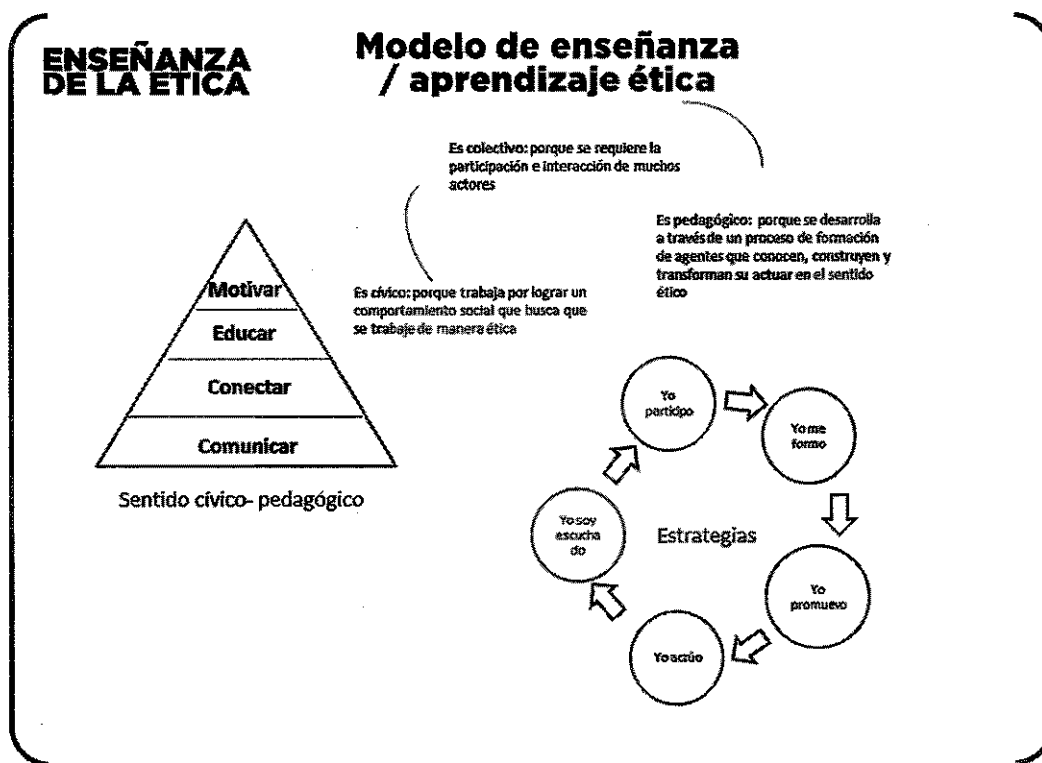 ENSEÑANZA
DE LA ETICA
Modelo de enseñanza
/ aprendizaje ética
Es colectivo: porque se requiere la
participación e interacción de muchos
actores
Es pedagógico: porque se desarrolla
a través de un proceso de formación
de agentes que conocen, construyen y
transforman su actuar en el sentido
ético
Es cívico: porque trabaja por lograr un
comportamiento social que busca que
se trabaje de manera ética
Motivar
Educar
Conectar
Comunicar
Sentido cívico- pedagógico
Yo
participo
Yo me
formo
Yo
promuevo
Yo actúo
Yo soy
escucha
do
Estrategias